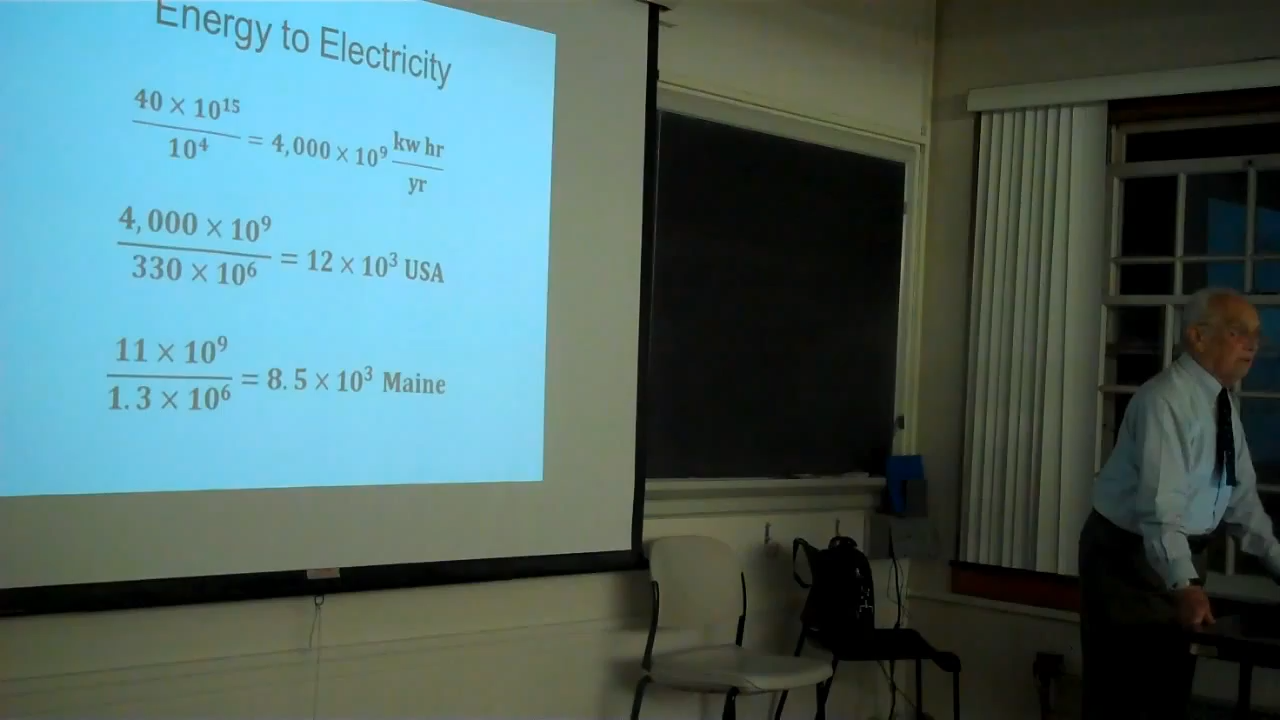 Energy to Electricity
40 × 10¹⁵ / 10⁴ = 4,000 × 10⁹ kw hr / yr
4,000 × 10⁹ / 330 × 10⁶ = 12 × 10³ USA
11 × 10⁹ / 1.3 × 10⁶ = 8.5 × 10³ Maine